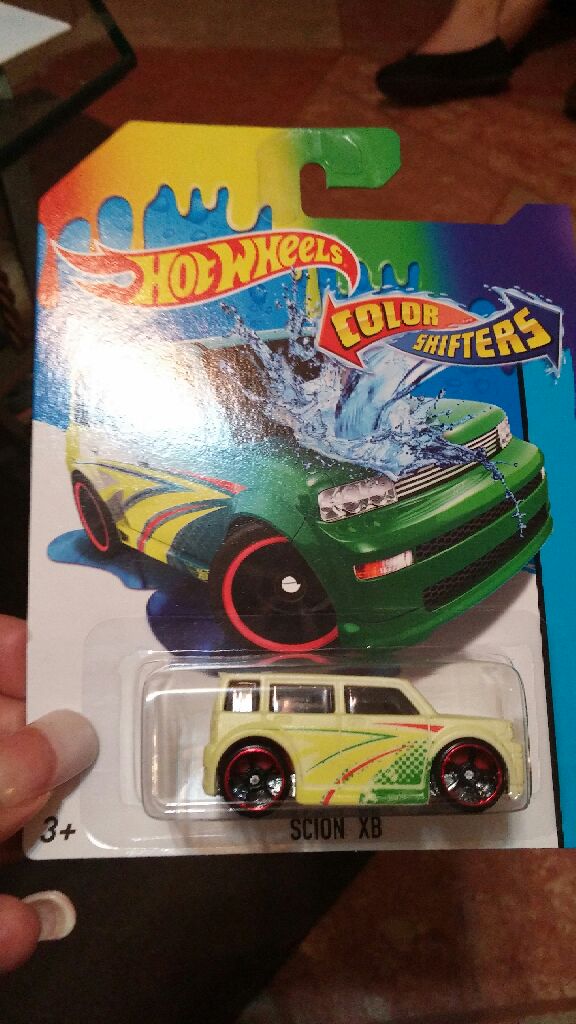 HOT WHEELS
COLOR
SHIFTERS
3+
SCION XB